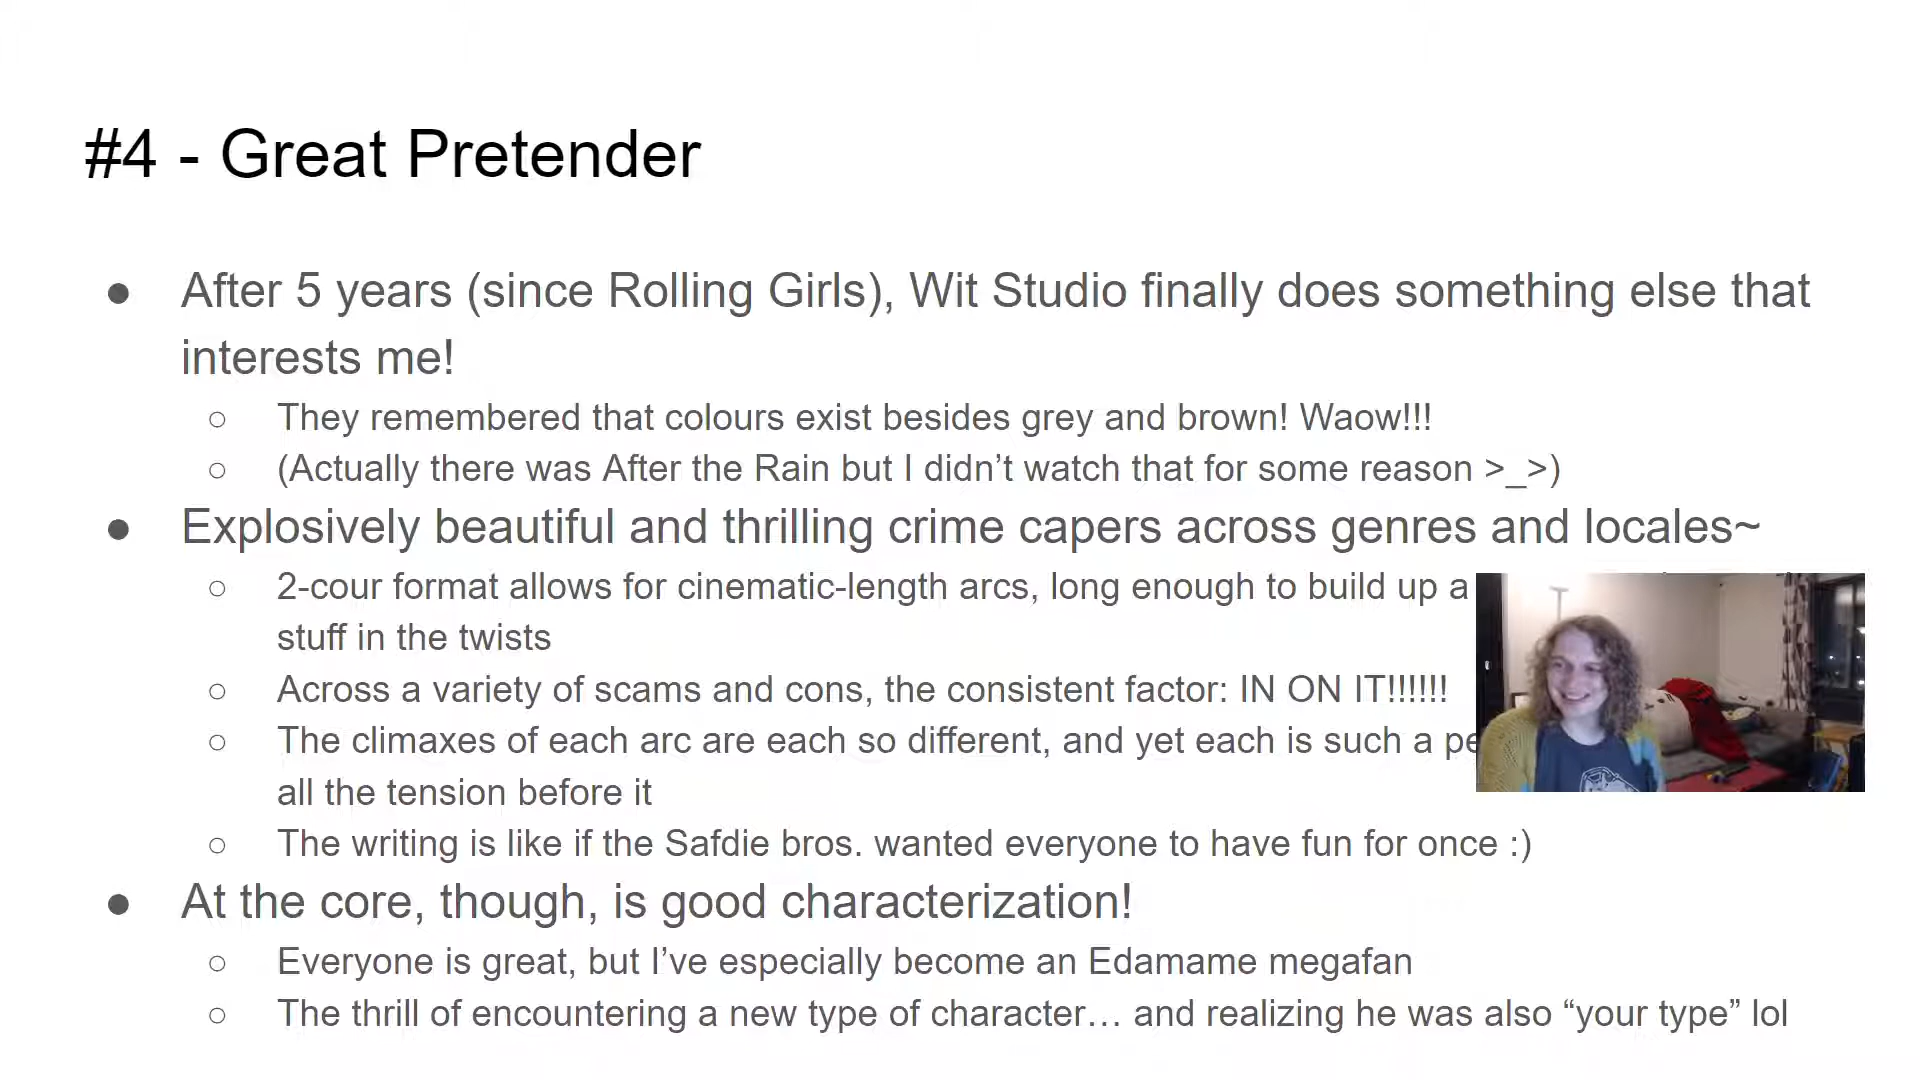 #4 - Great Pretender
● After 5 years (since Rolling Girls), Wit Studio finally does something else that
interests me!
○ They remembered that colours exist besides grey and brown! Waow!!!
○ (Actually there was After the Rain but I didn’t watch that for some reason >_>)
● Explosively beautiful and thrilling crime capers across genres and locales~
○ 2-cour format allows for cinematic-length arcs, long enough to build up a
stuff in the twists
○ Across a variety of scams and cons, the consistent factor: IN ON IT!!!!!!
○ The climaxes of each arc are each so different, and yet each is such a
all the tension before it
○ The writing is like if the Safdie bros. wanted everyone to have fun for once :)
● At the core, though, is good characterization!
○ Everyone is great, but I’ve especially become an Edamame megafan
○ The thrill of encountering a new type of character… and realizing he was also “your type” lol